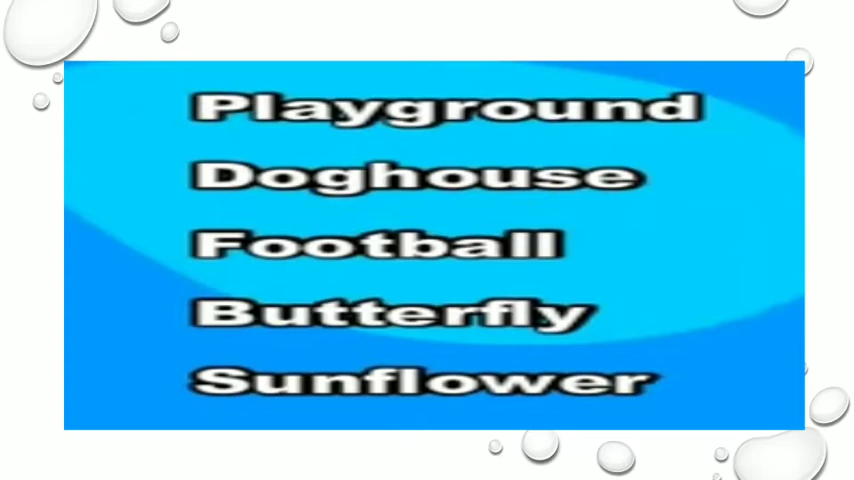 Playground
Doghouse
Football
Butterfly
Sunflower